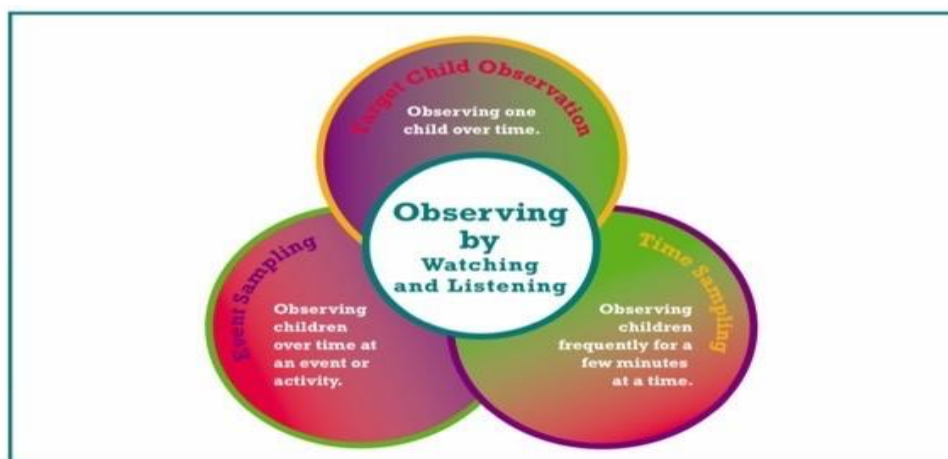 Target Child Observation
Observing one
child over time.
Observing
by
Watching
and Listening
Event Sampling
Observing
children
over time at
an event or
activity.
Time Sampling
Observing
children
frequently for a
few minutes
at a time.